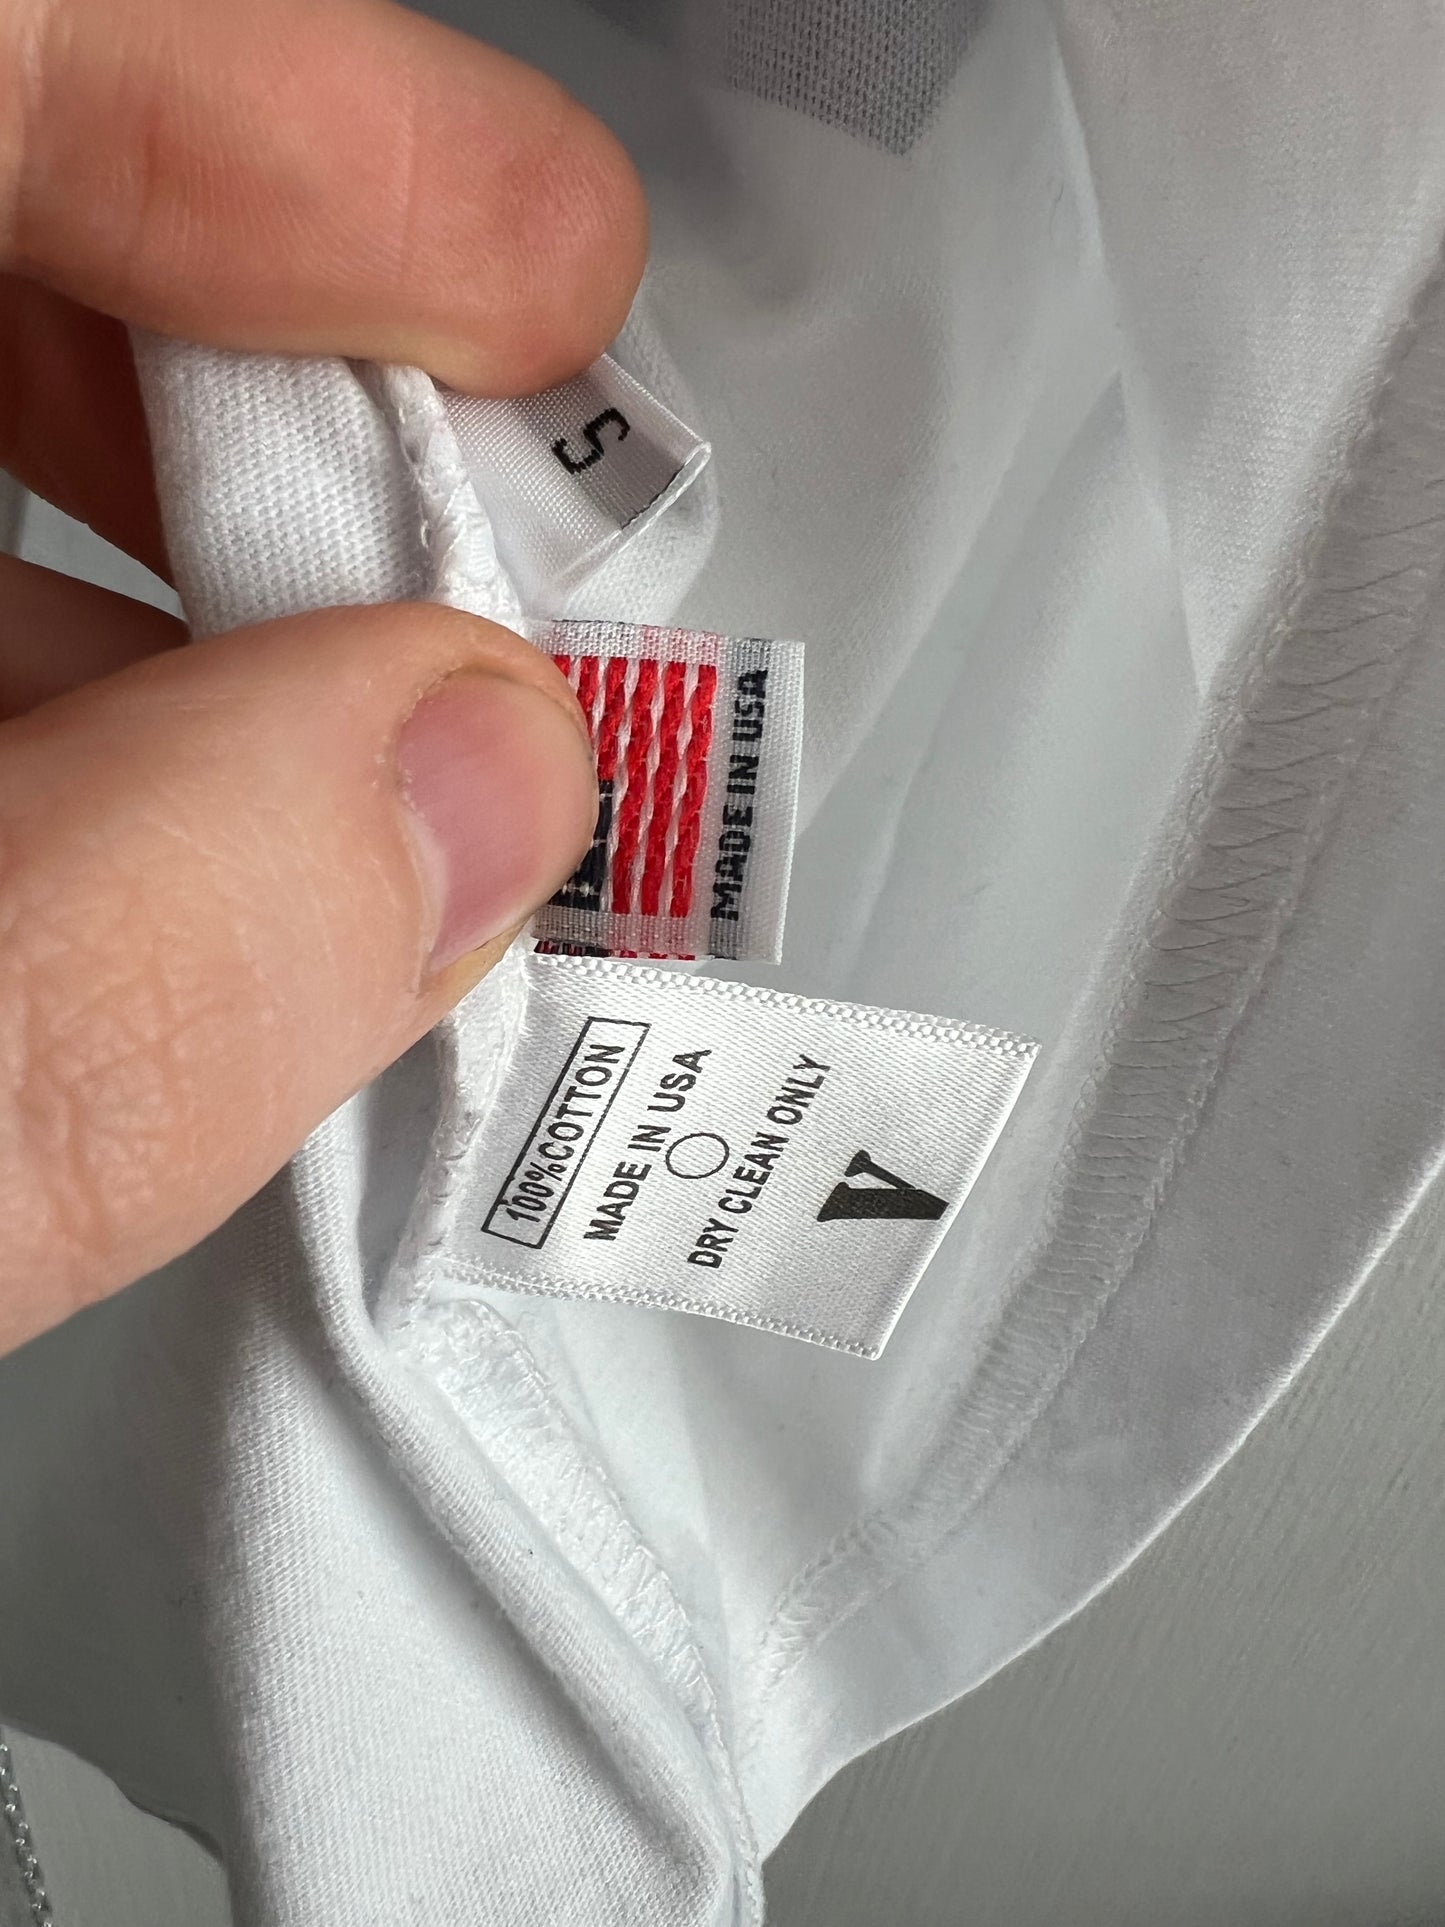 S
MADE IN USA
100%COTTON
MADE IN USA
DRY CLEAN ONLY
V